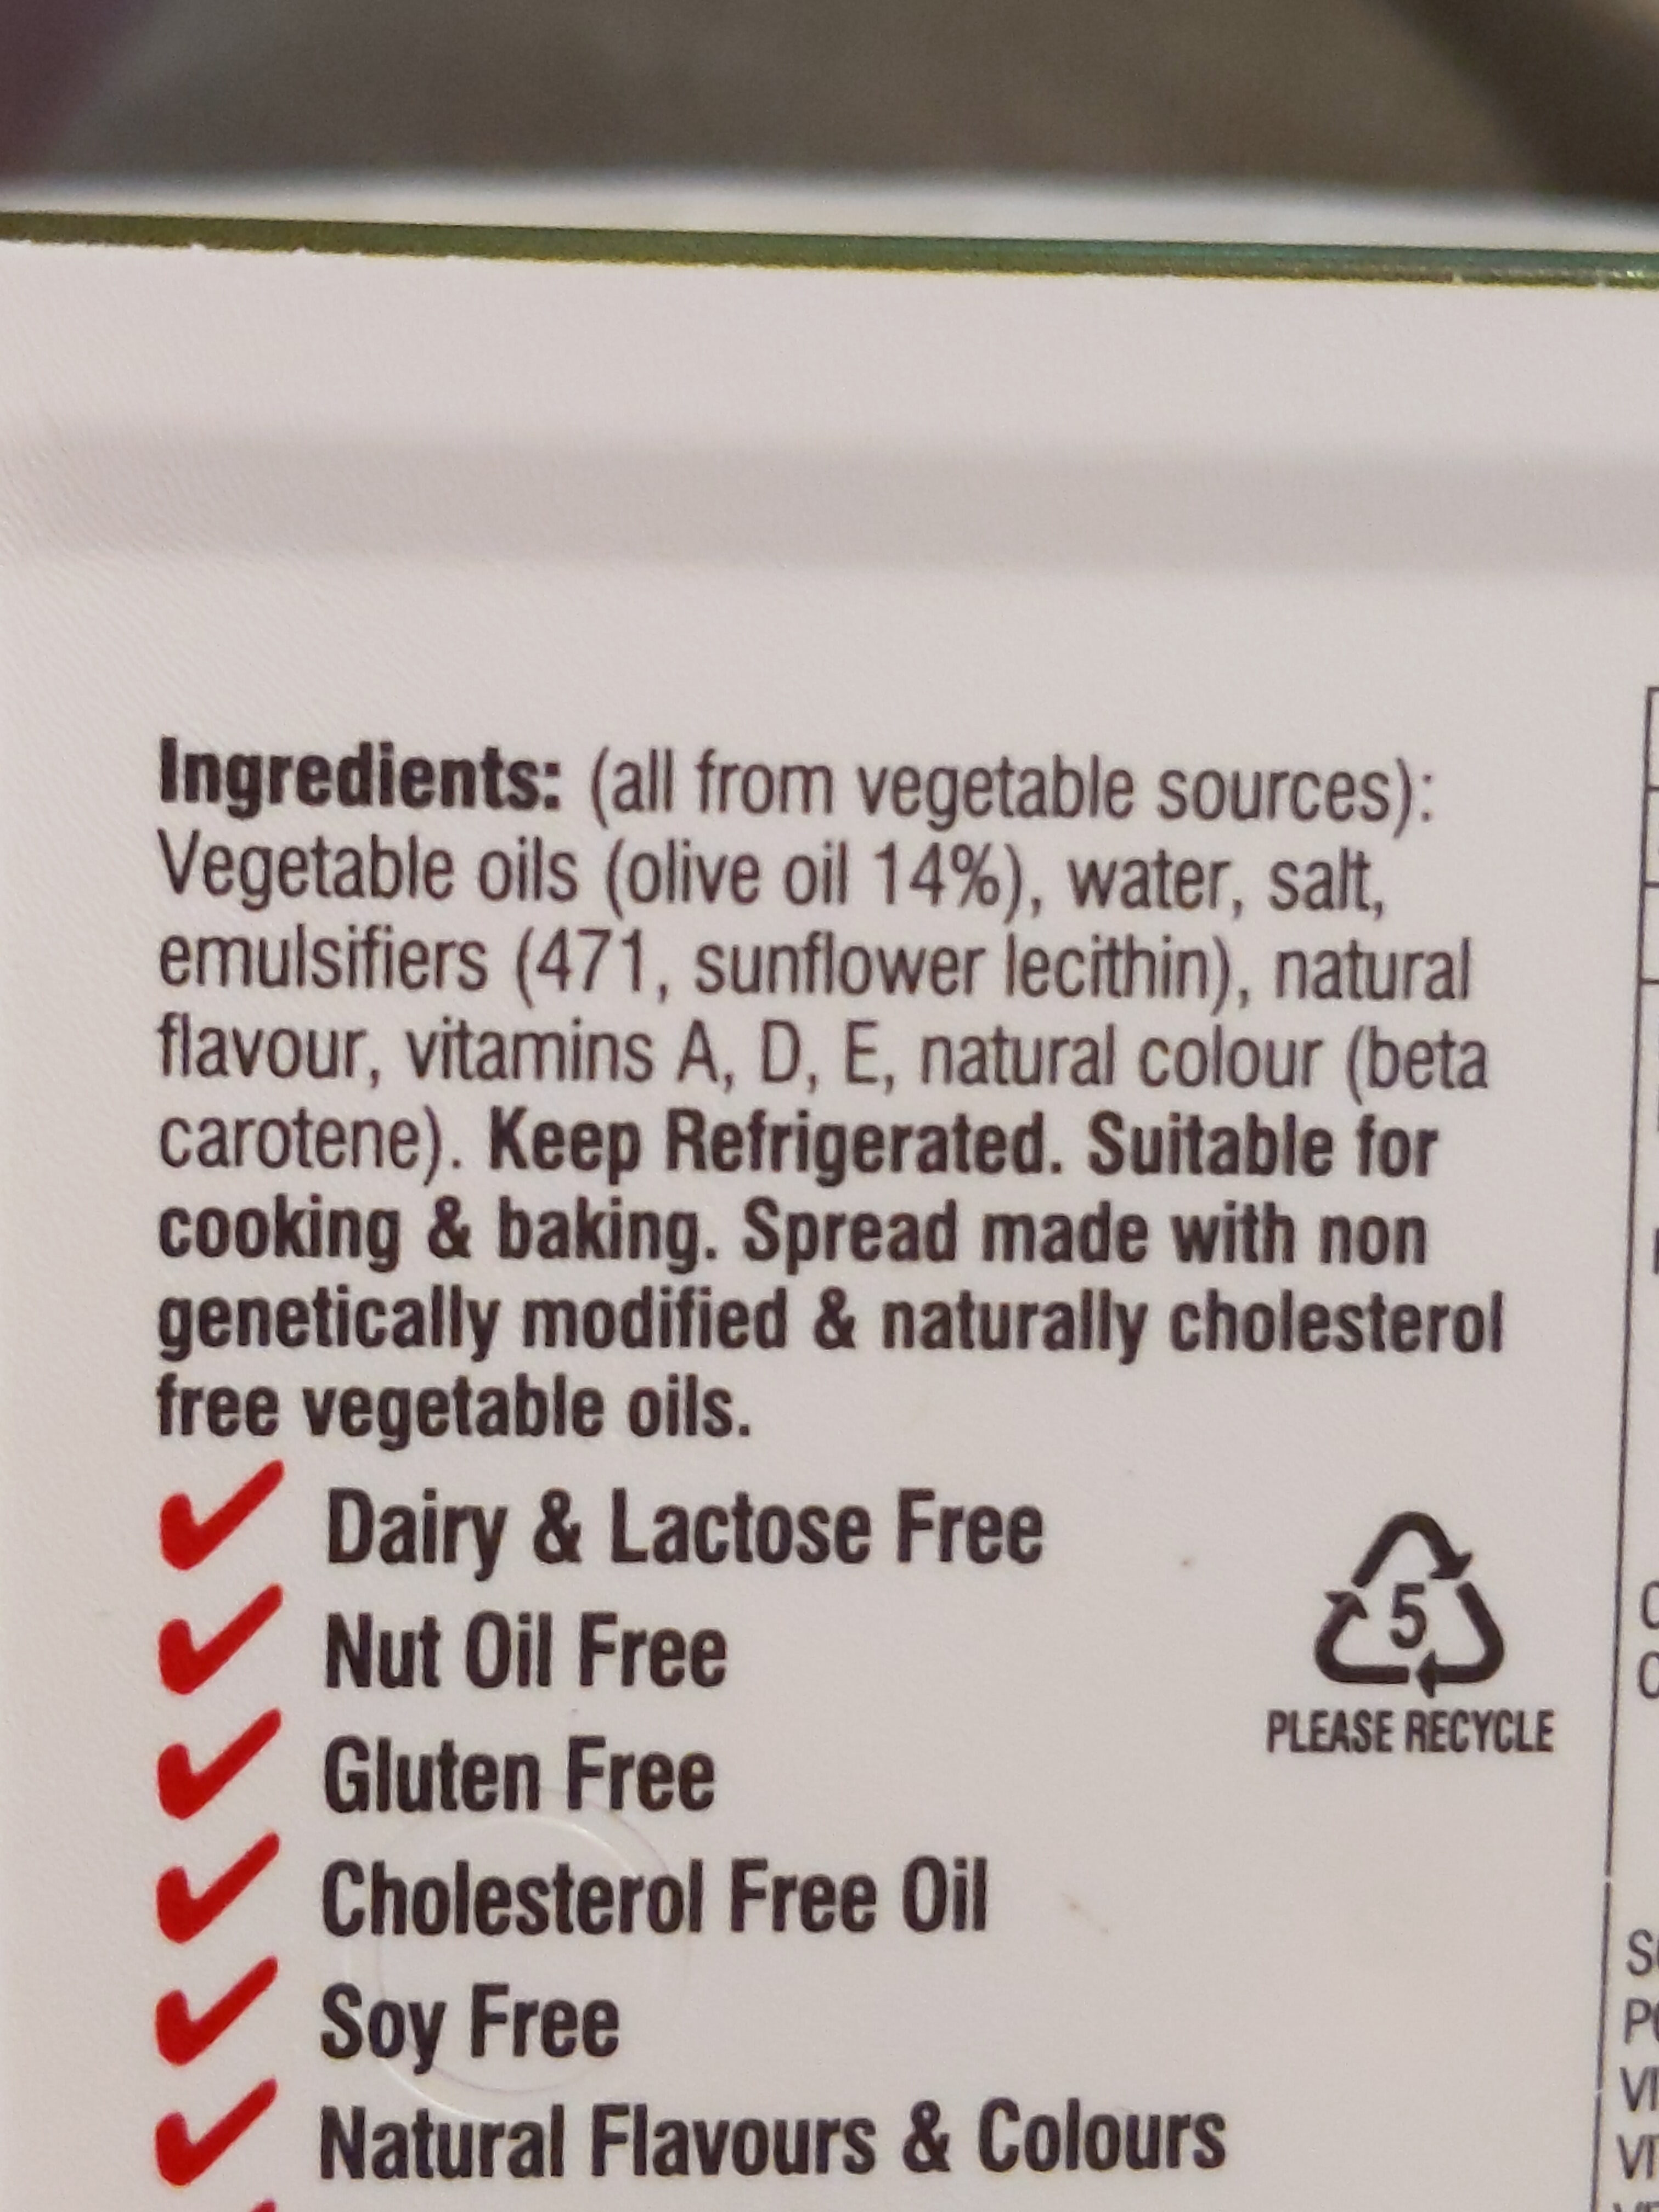 Ingredients: (all from vegetable sources):
Vegetable oils (olive oil 14%), water, salt,
emulsifiers (471, sunflower lecithin), natural
flavour, vitamins A, D, E, natural colour (beta
carotene). Keep Refrigerated. Suitable for
cooking & baking. Spread made with non
genetically modified & naturally cholesterol
free vegetable oils.
Dairy & Lactose Free
Nut Oil Free
Gluten Free
Cholesterol Free Oil
Soy Free
Natural Flavours & Colours
5
PLEASE RECYCLE